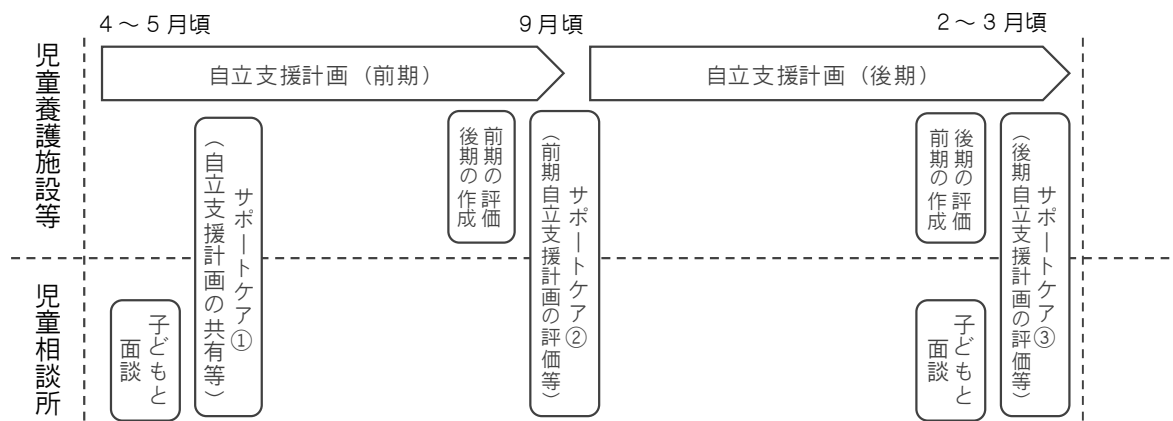 4～5月頃
9月頃
2～3月頃
児童養護施設等
自立支援計画（前期）
自立支援計画（後期）
サポートケア①
（自立支援計画の共有等）
前期の評価
後期の作成
サポートケア②
（前期自立支援計画の評価等）
後期の評価
前期の作成
サポートケア③
（後期自立支援計画の評価等）
児童相談所
子どもと
面談
子どもと
面談